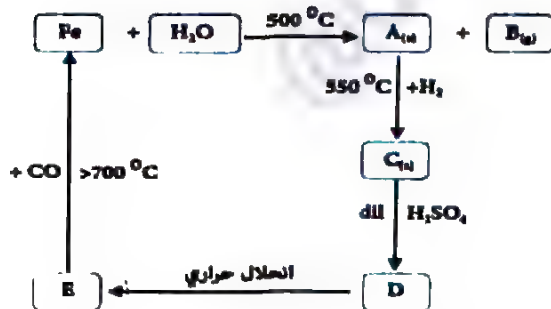 Fe + H₂O 500 °C A(s) + B(g)
550 °C +H₂
C(s)
+ CO >700 °C
dil H₂SO₄
انحلال حراري
E D